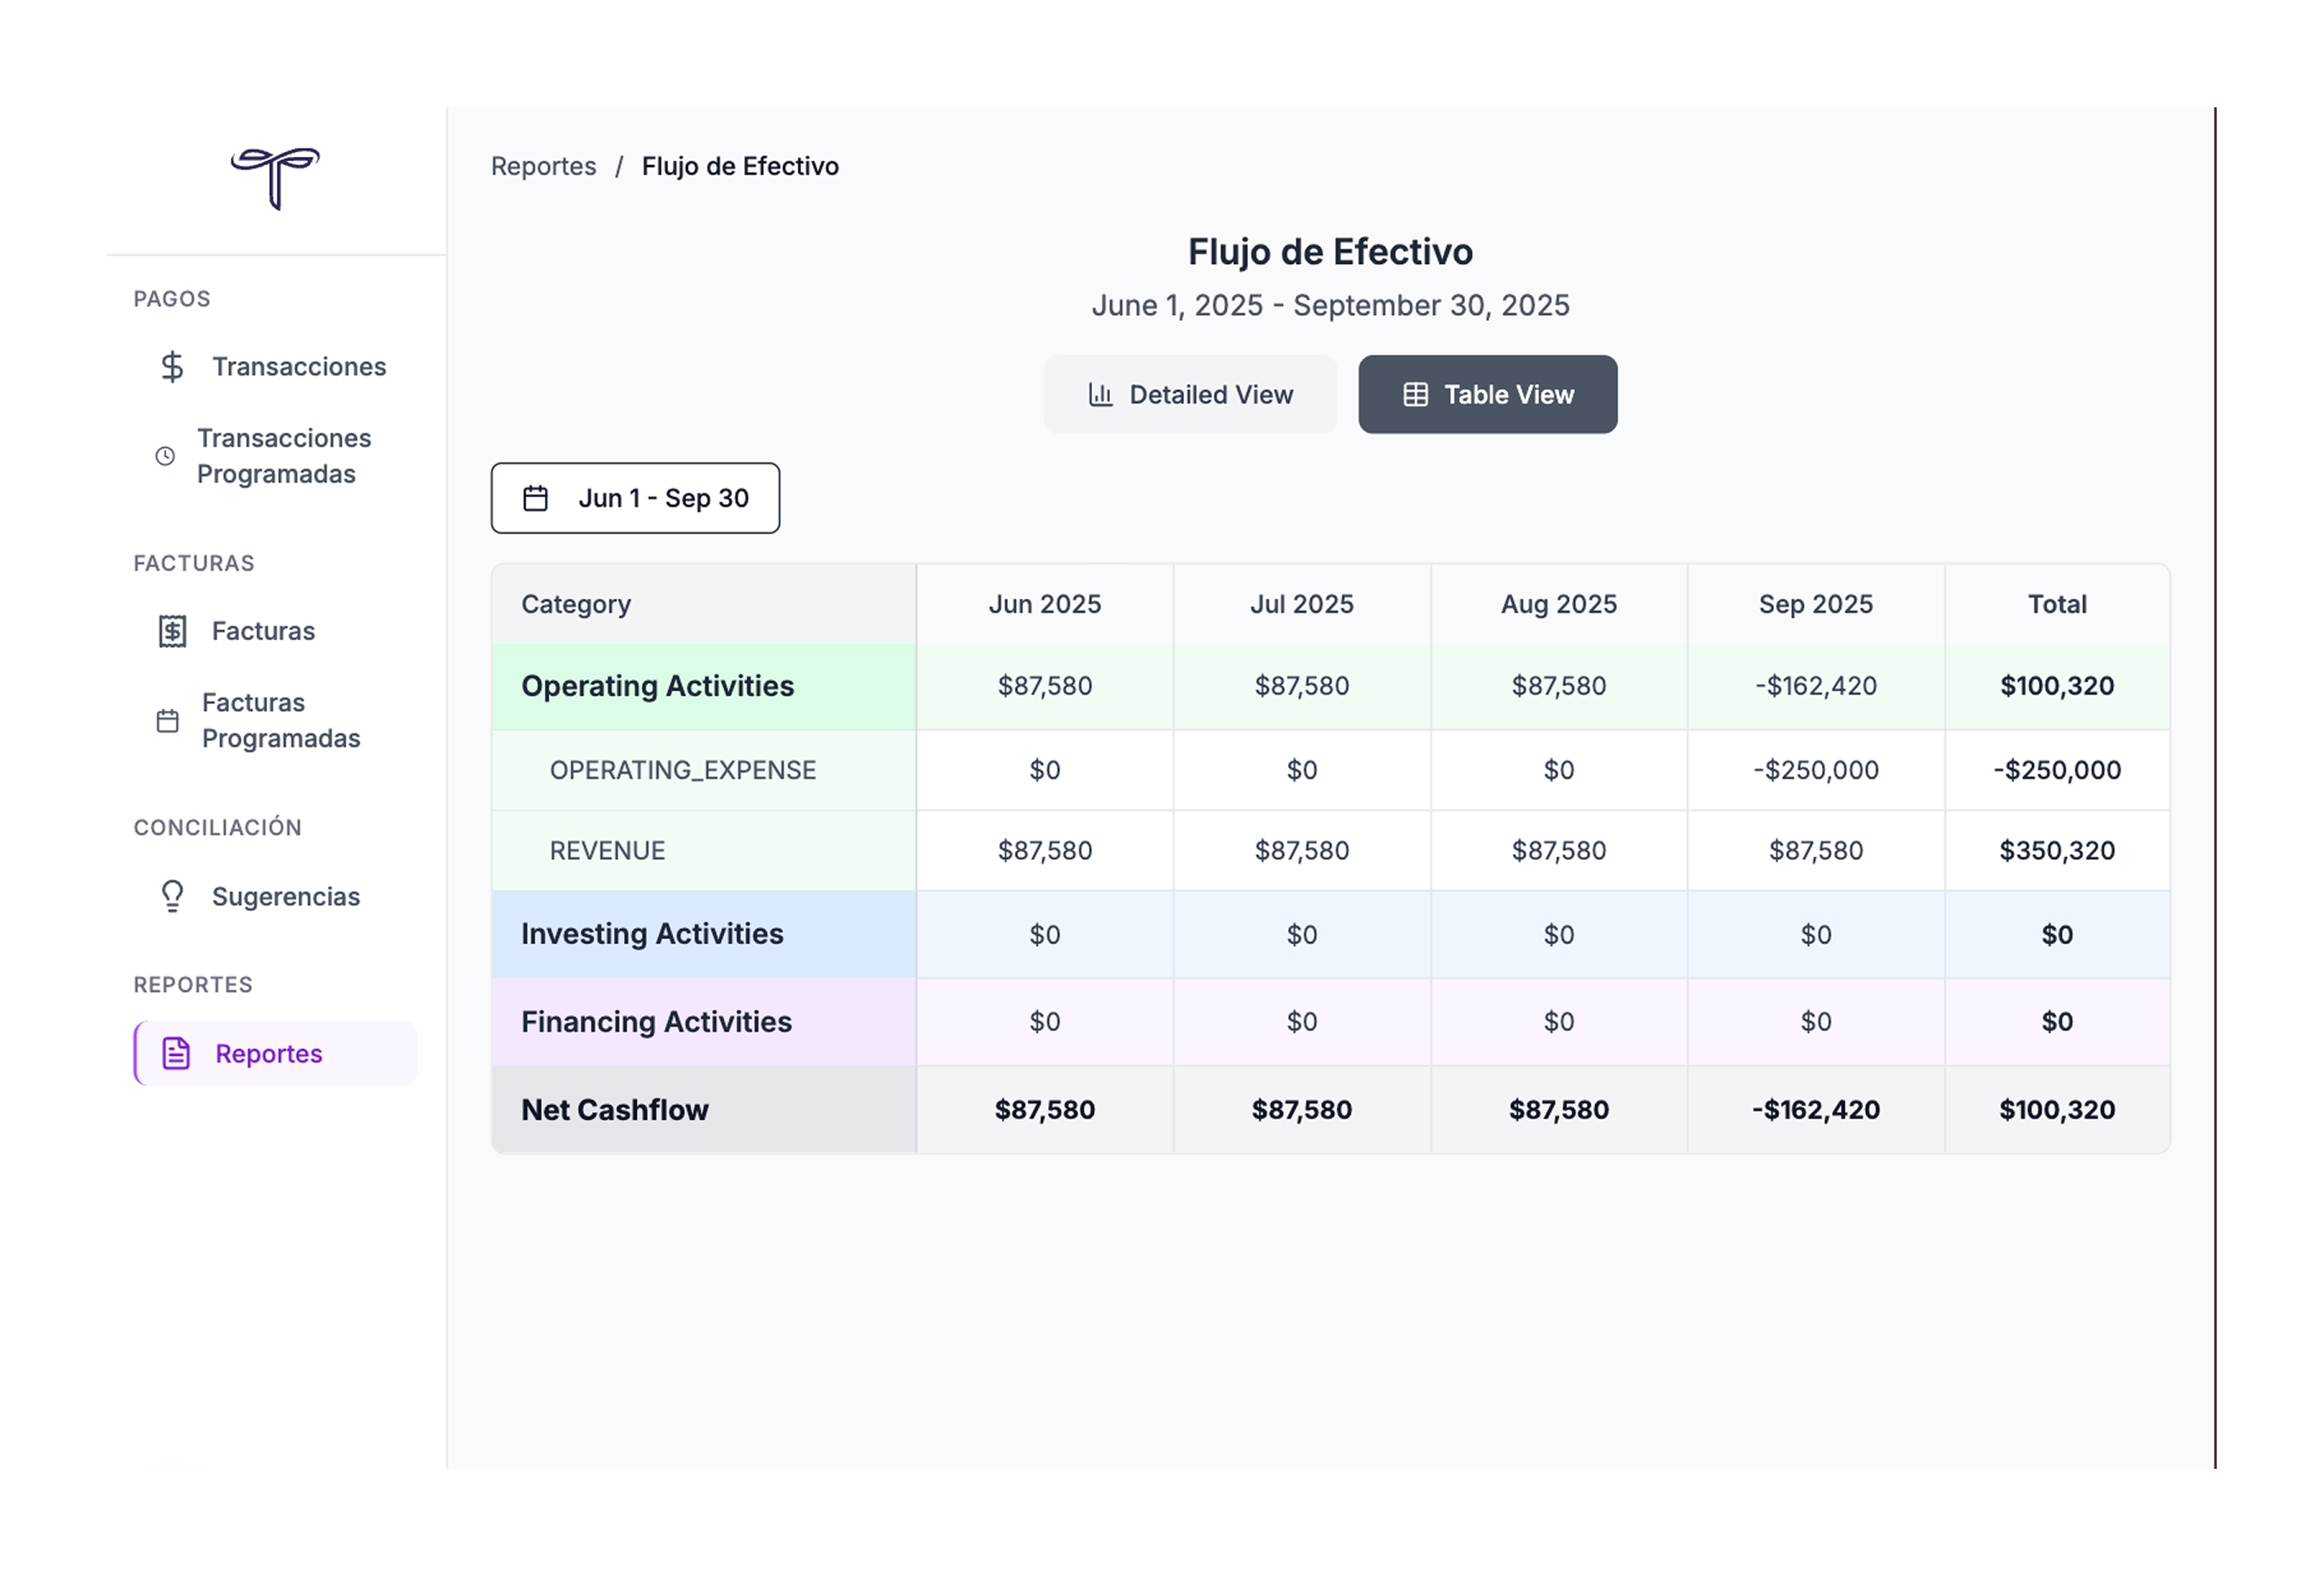 PAGOS
Transacciones
Transacciones
Programadas
FACTURAS
Facturas
Facturas
Programadas
CONCILIACIÓN
Sugerencias
REPORTES
Reportes
Reportes / Flujo de Efectivo
Flujo de Efectivo
June 1, 2025 - September 30, 2025
Detailed View Table View
Jun 1 - Sep 30
Category Jun 2025 Jul 2025 Aug 2025 Sep 2025 Total
Operating Activities $87,580 $87,580 $87,580 -$162,420 $100,320
OPERATING_EXPENSE $0 $0 $0 -$250,000 -$250,000
REVENUE $87,580 $87,580 $87,580 $87,580 $350,320
Investing Activities $0 $0 $0 $0 $0
Financing Activities $0 $0 $0 $0 $0
Net Cashflow $87,580 $87,580 $87,580 -$162,420 $100,320